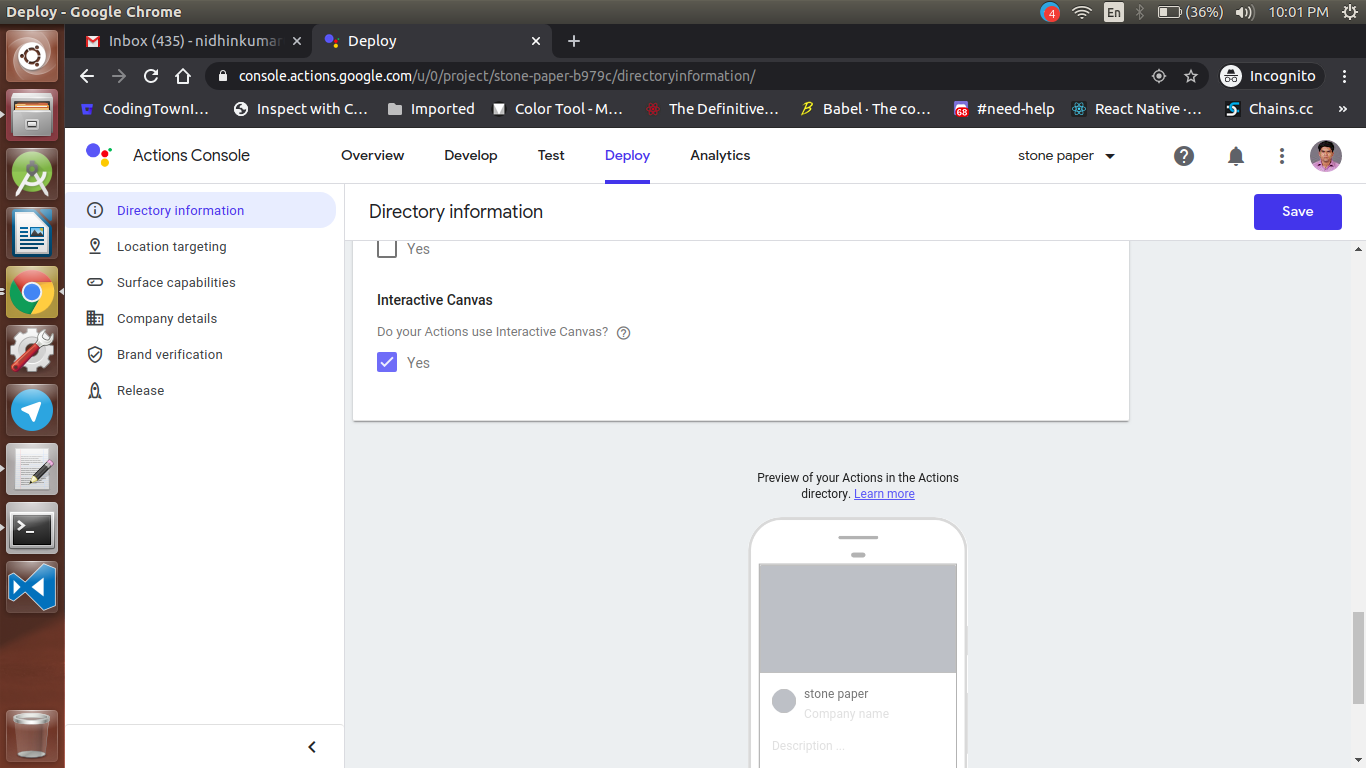 Deploy - Google Chrome
4
En
(36%)
10:01 PM
Inbox (435) - nidhinkumar
Deploy
console.actions.google.com/u/0/project/stone-paper-b979c/directoryinformation/
Incognito
CodingTownI…
Inspect with C…
Imported
Color Tool - M…
The Definitive…
Babel · The co…
68
#need-help
React Native ·…
Chains.cc
»
Actions Console
Overview
Develop
Test
Deploy
Analytics
stone paper
Directory information
Location targeting
Surface capabilities
Company details
Brand verification
Release
Directory information
Save
Yes
Interactive Canvas
Do your Actions use Interactive Canvas?
Yes
Preview of your Actions in the Actions
directory. Learn more
stone paper
Company name
Description ...